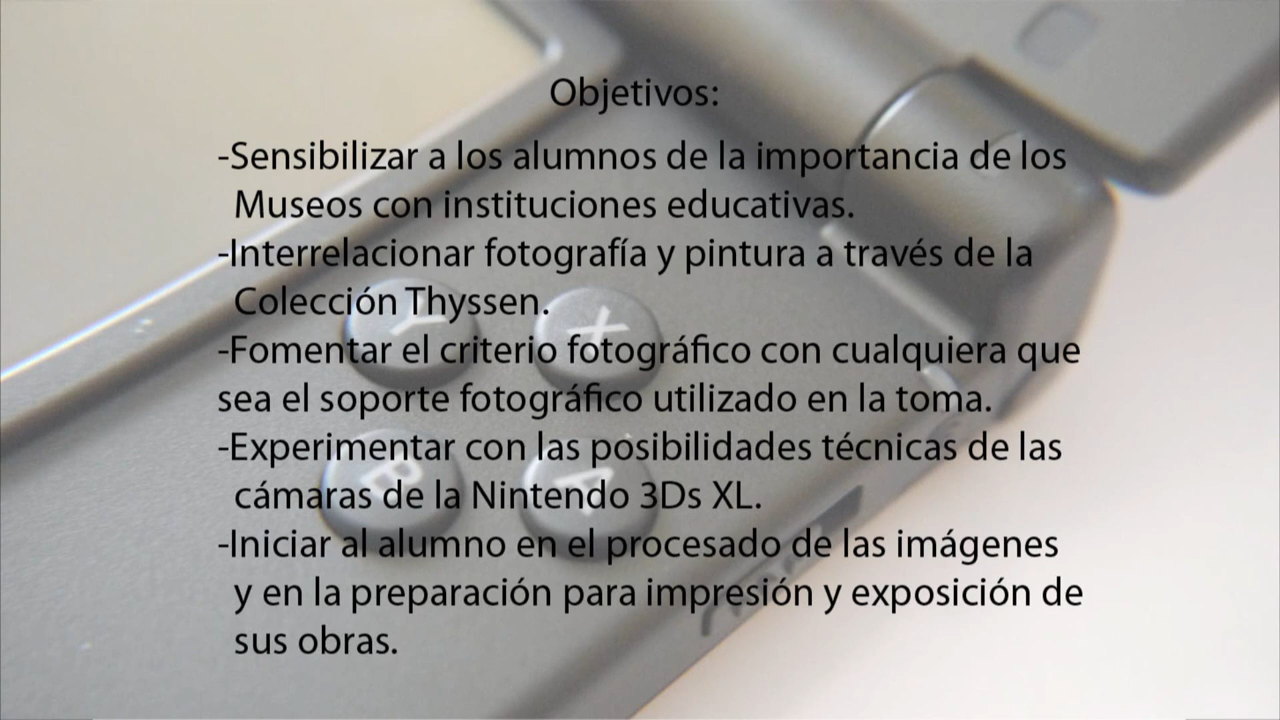 Objetivos:
-Sensibilizar a los alumnos de la importancia de los
Museos con instituciones educativas.
-Interrelacionar fotografía y pintura a través de la
Colección Thyssen.
-Fomentar el criterio fotográfico con cualquiera que
sea el soporte fotográfico utilizado en la toma.
-Experimentar con las posibilidades técnicas de las
cámaras de la Nintendo 3Ds XL.
-Iniciar al alumno en el procesado de las imágenes
y en la preparación para impresión y exposición de
sus obras.
Y X
B A